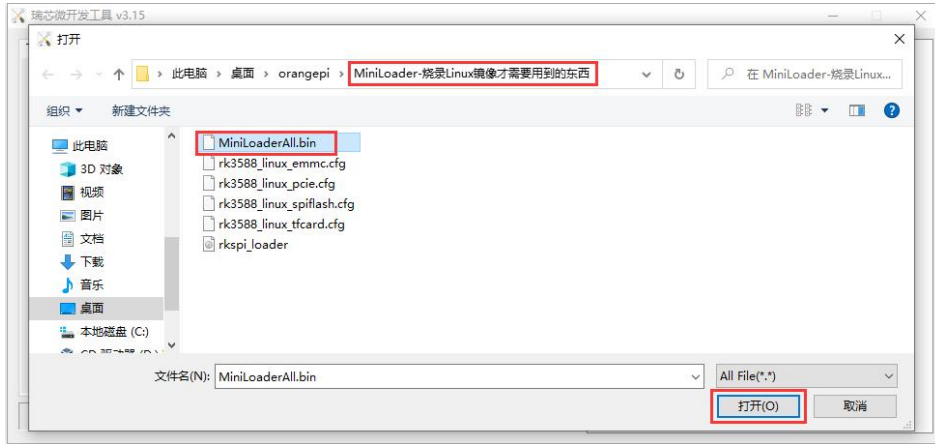 瑞芯微开发工具 v3.15
打开
此电脑 › 桌面 › orangepi › MiniLoader-烧录Linux镜像才需要用到的东西
在 MiniLoader-烧录Linux...
组织 新建文件夹
此电脑
3D 对象
视频
图片
文档
下载
音乐
桌面
本地磁盘 (C:)
MiniLoaderAll.bin
rk3588_linux_emmc.cfg
rk3588_linux_pcie.cfg
rk3588_linux_spiflash.cfg
rk3588_linux_tfcard.cfg
rkspi_loader
文件名(N): MiniLoaderAll.bin
All File(*.*)
打开(O) 取消